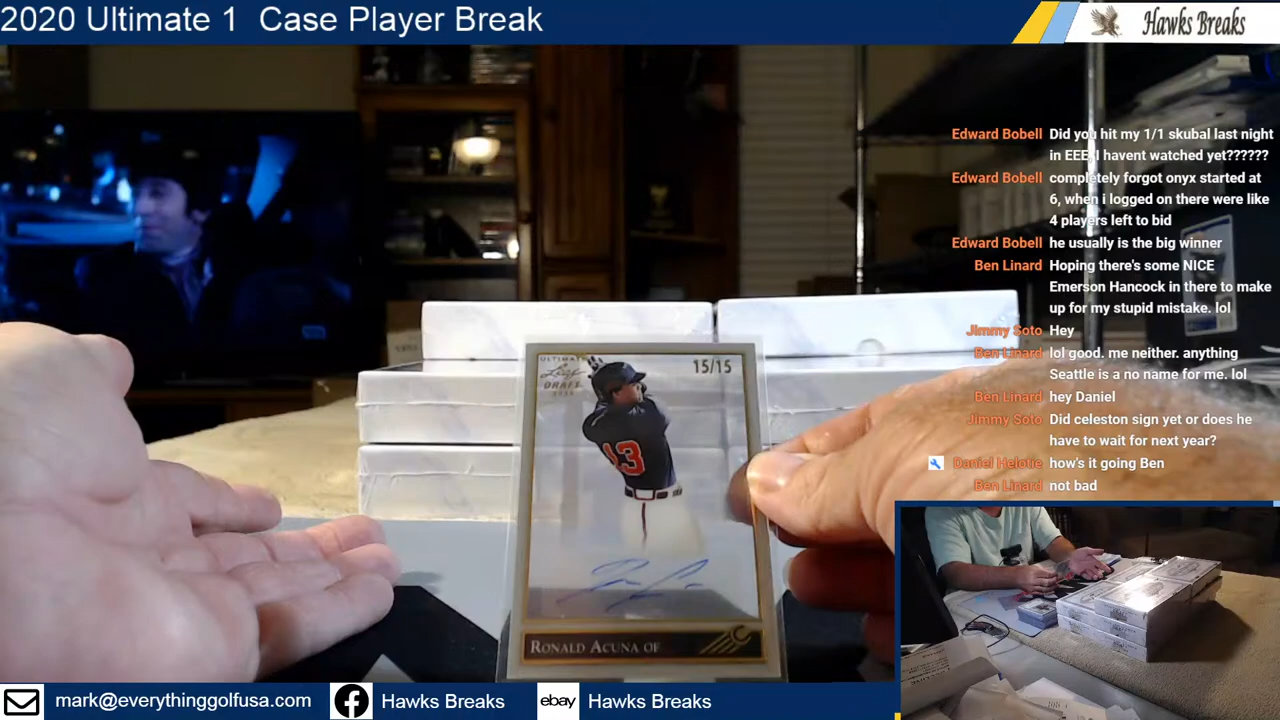 2020 Ultimate 1 Case Player Break
Hawks Breaks
Edward Bobell Did you hit my 1/1 skubal last night
in EEE, I havent watched yet??????
Edward Bobell completely forgot onyx started at
6, when i logged on there were like
4 players left to bid
Edward Bobell he usually is the big winner
Ben Linard Hoping there's some NICE
Emerson Hancock in there to make
up for my stupid mistake. lol
Jimmy Soto Hey
Ben Linard lol good. me neither. anything
Seattle is a no name for me. lol
Ben Linard hey Daniel
Jimmy Soto Did celeston sign yet or does he
have to wait for next year?
Daniel Helotie how's it going Ben
Ben Linard not bad
ULTIMATE
Leaf
DRAFT
15/15
13
RONALD ACUNA OF
mark@everythinggolfusa.com
Hawks Breaks
ebay
Hawks Breaks